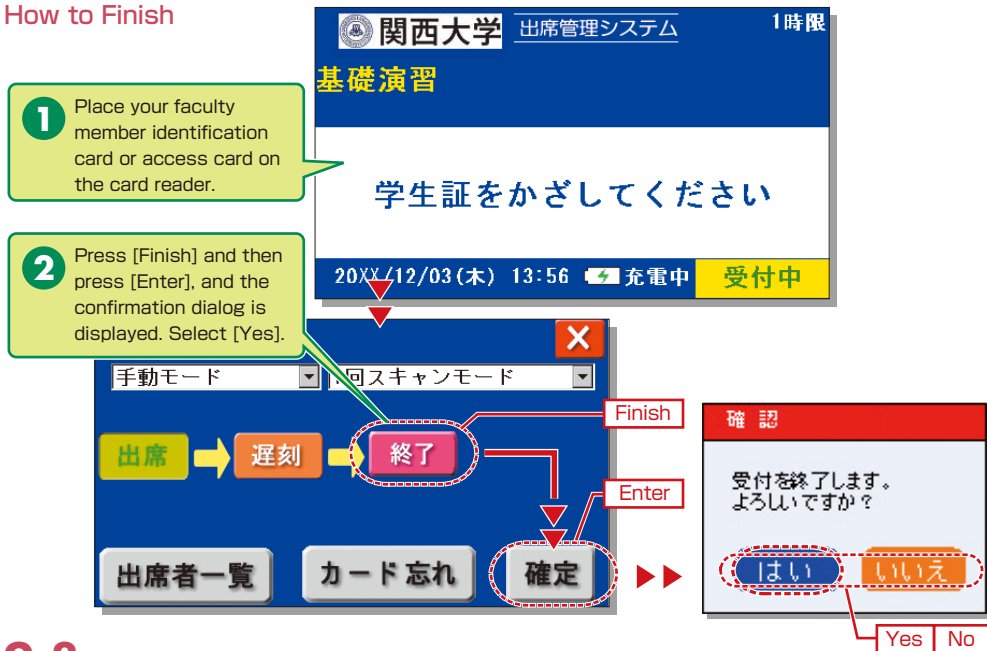 How to Finish
関西大学 出席管理システム 1時限
基礎演習
1 Place your faculty
member identification
card or access card on
the card reader.
学生証をかざしてください
2 Press [Finish] and then
press [Enter], and the
confirmation dialog is
displayed. Select [Yes].
20XX/12/03(木) 13:56 充電中 受付中
手動モード 回スキャンモード
Finish
出席 遅刻 終了
Enter
出席者一覧 カード忘れ 確定
確認
受付を終了します。
よろしいですか？
はい いいえ
Yes No